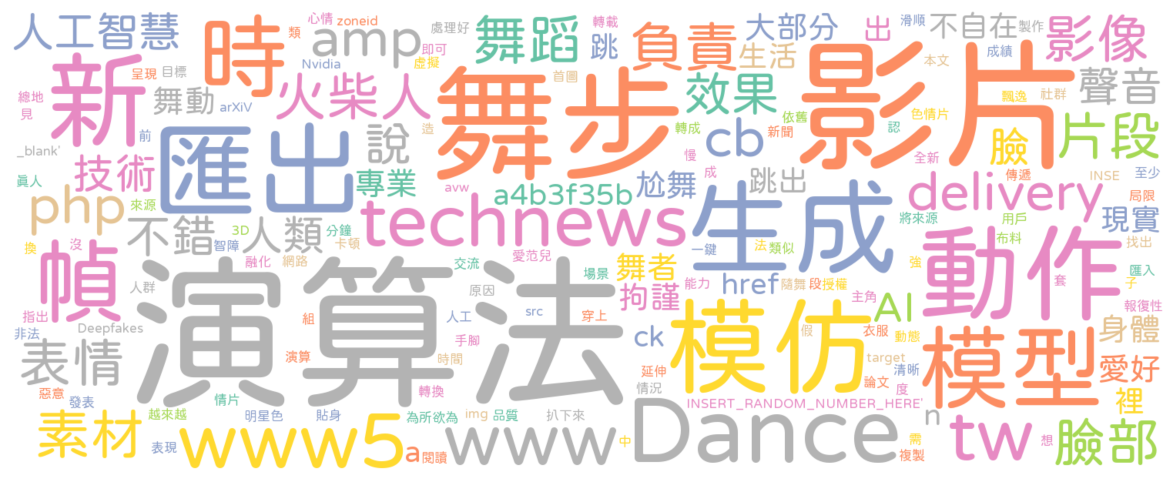 人工智慧 時 心情 zoneid 處理好 舞蹈 轉載 跳 負責 大部分 出 滑順 不自在 製作 影像
類 amp 即可 虛擬 生活 成績
呈現 目標 Nvidia 首圖 本文
總地 新 舞動 arXiV 火柴人 舞步 效果 影片 色情片 飄逸 社群 聲音
見 前 匯出 說 造 轉成 cb 依舊 新聞 認 臉 片段
_blank' 技術 慢 全新
眞人 專業 avw a4b3f35b 尬舞 成 跳出 傳遞 INSE 至少
php 來源 technews 生成 delivery 局限
不錯 3D 人類 分鐘 將來源 用戶 現實
換 沒 智障 卡頓 愛范兒 一鍵 法 類似 布料 找出
幀 融化 網路 交流 場景 舞者 強 動作 匯入
人群 演算法 原因 拘謹 href 能力 隨舞 段 授權 主角 套 子
指出 組 人工 src 穿上 AI 報復性
非法 Deepfakes ck 模仿 假 衣服 動態 模型 身體
表情 演算 手腳 時間 延伸 target 清晰
惡意 轉換 情況 論文 度 愛好
發表 情片 INSERT_RANDOM_NUMBER_HERE' 裡
素材 越來越 明星色 貼身 為所欲為 img 品質 扒下來 Dance n tw 臉部
表現 www5 a 閱讀 www 中 需 想
複製